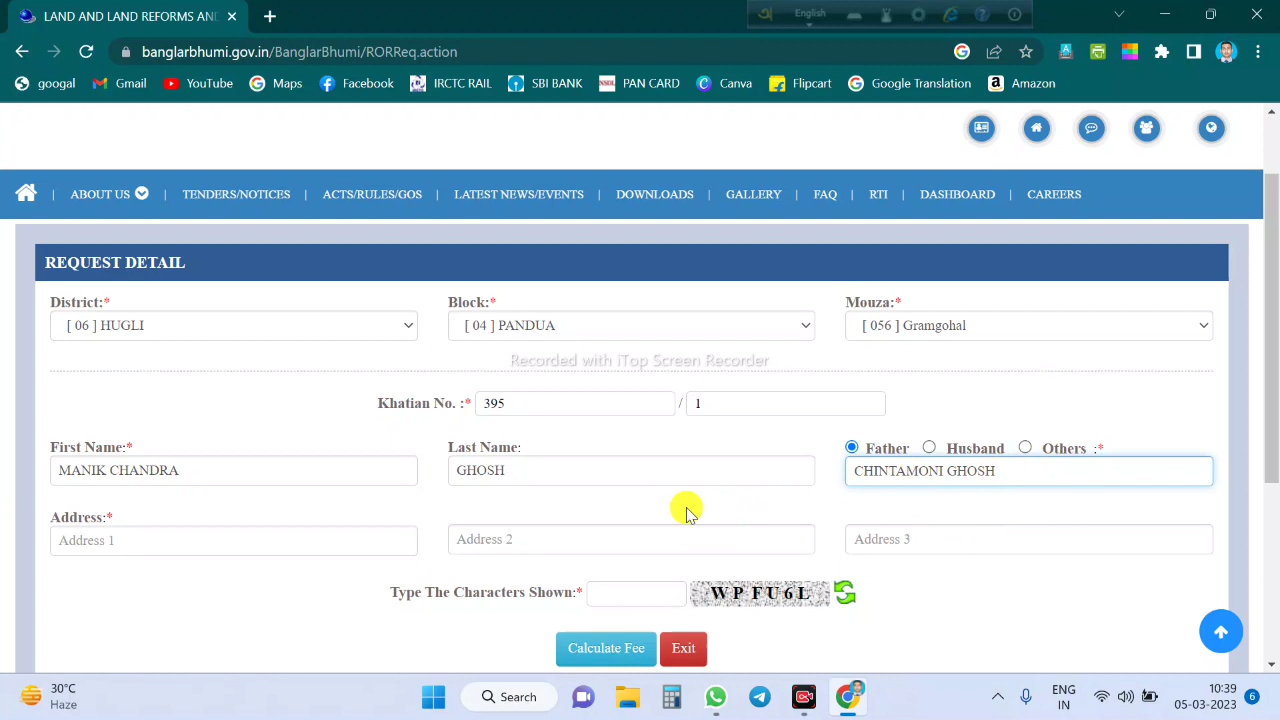 LAND AND LAND REFORMS AN
English
banglarbhumi.gov.in/BanglarBhumi/RORReq.action
googal Gmail YouTube Maps Facebook IRCTC RAIL SBI BANK PAN CARD Canva Flipcart Google Translation Amazon
ABOUT US | TENDERS/NOTICES | ACTS/RULES/GOS | LATEST NEWS/EVENTS | DOWNLOADS | GALLERY | FAQ | RTI | DASHBOARD | CAREERS
REQUEST DETAIL
District:* Block:* Mouza:*
[ 06 ] HUGLI [ 04 ] PANDUA [ 056 ] Gramgohal
Recorded with iTop Screen Recorder
Khatian No. :* 395 / 1
First Name:* Last Name: Father Husband Others :*
MANIK CHANDRA GHOSH CHINTAMONI GHOSH
Address:*
Address 1 Address 2 Address 3
Type The Characters Shown:* WPFU6L
Calculate Fee Exit
30°C
Haze
Search
ENG
IN
10:39
05-03-2023
6